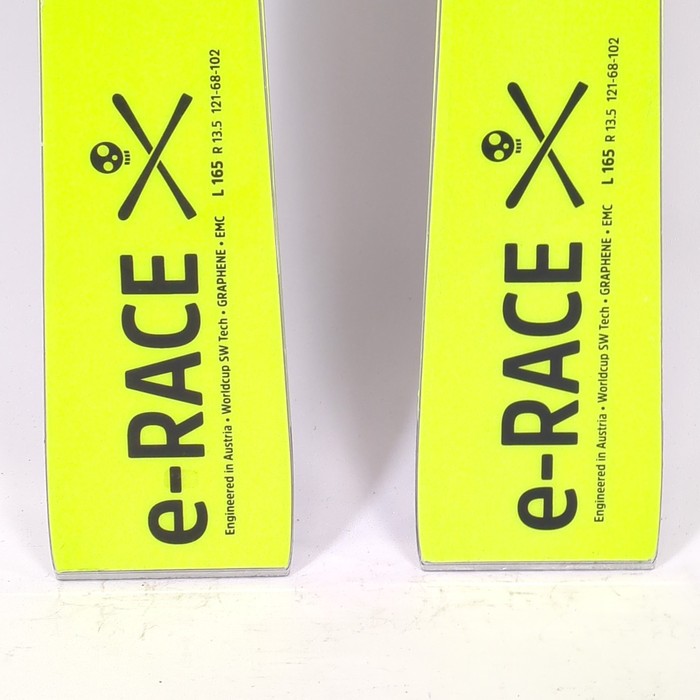 e-RACE
Engineered in Austria • Worldcup SW Tech • GRAPHENE • EMC L 165 R 13.5 121-68-102
e-RACE
Engineered in Austria • Worldcup SW Tech • GRAPHENE • EMC L 165 R 13.5 121-68-102